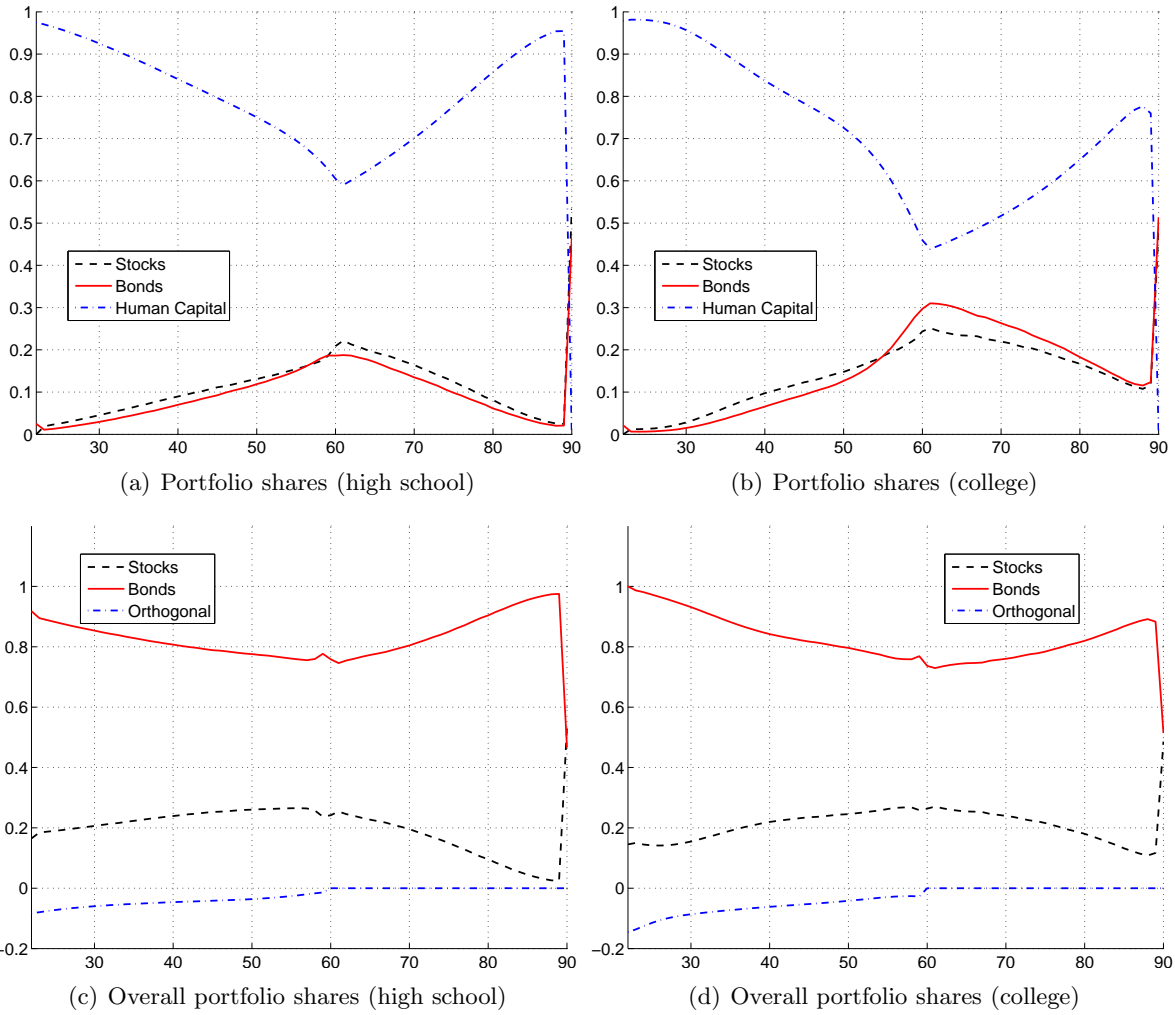 1
0.9
0.8
0.7
0.6
0.5
0.4
0.3
0.2
0.1
0
Stocks
Bonds
Human Capital
30 40 50 60 70 80 90
(a) Portfolio shares (high school)
1
0.9
0.8
0.7
0.6
0.5
0.4
0.3
0.2
0.1
0
Stocks
Bonds
Human Capital
30 40 50 60 70 80 90
(b) Portfolio shares (college)
1
0.8
0.6
0.4
0.2
0
−0.2
Stocks
Bonds
Orthogonal
30 40 50 60 70 80 90
(c) Overall portfolio shares (high school)
1
0.8
0.6
0.4
0.2
0
−0.2
Stocks
Bonds
Orthogonal
30 40 50 60 70 80 90
(d) Overall portfolio shares (college)